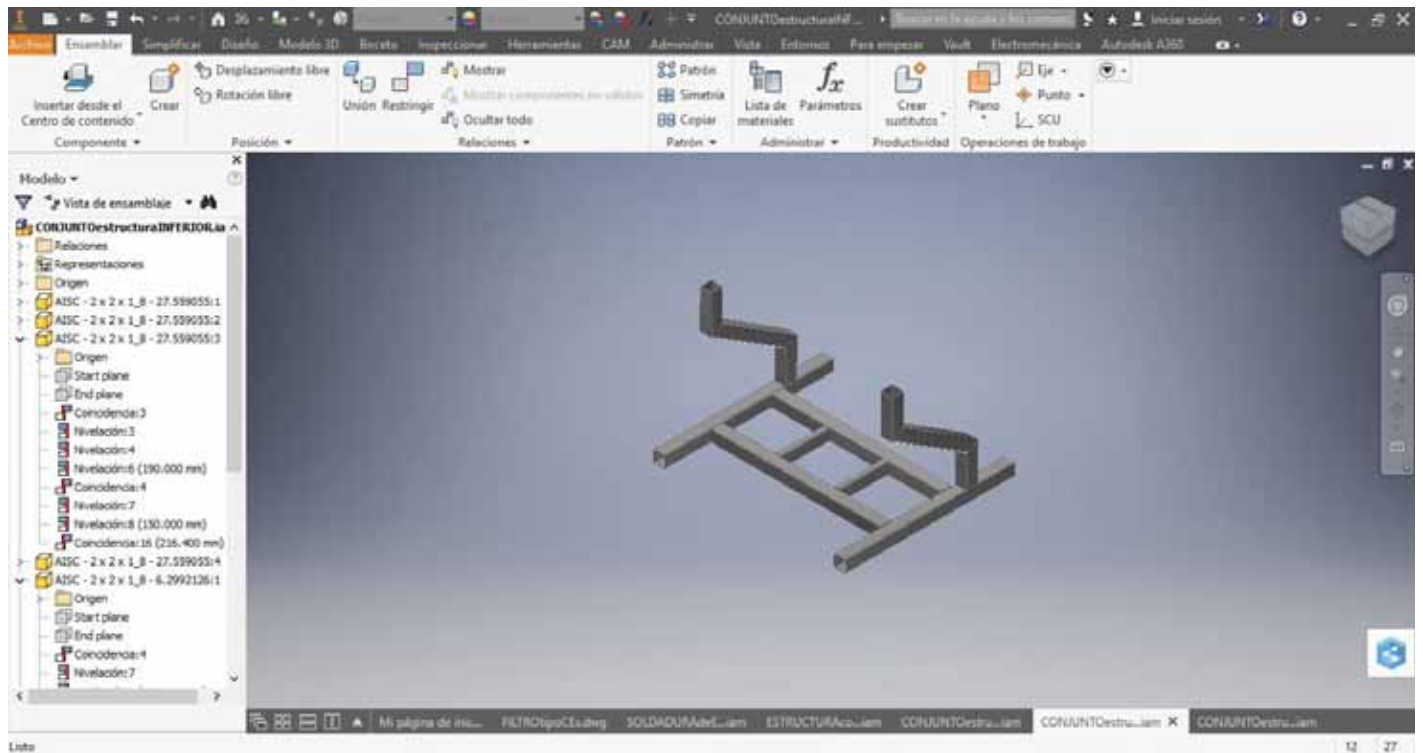 CONJUNTOestructuraINF...
Iniciar sesión
Archivo Ensamblar Simplificar Diseño Modelo 3D Boceto Inspeccionar Herramientas CAM Administrar Vista Entornos Para empezar Vault Electromecánica Autodesk A360
Desplazamiento libre
Rotación libre
Insertar desde el
Centro de contenido
Crear
Unión Restringir
Mostrar
Mostrar componentes no válidos
Ocultar todo
Patrón
Simetría
Copiar
Lista de
materiales
Parámetros
Crear
sustitutos
Plano
Eje
Punto
SCU
Componente Posición Relaciones Patrón Administrar Productividad Operaciones de trabajo
Modelo
Vista de ensamblaje
CONJUNTOestructuraINFERIOR.ia
Relaciones
Representaciones
Origen
AISC - 2 x 2 x 1_8 - 27.559055:1
AISC - 2 x 2 x 1_8 - 27.559055:2
AISC - 2 x 2 x 1_8 - 27.559055:3
Origen
Start plane
End plane
Coincidencia:3
Nivelación:3
Nivelación:4
Nivelación:6 (190.000 mm)
Coincidencia:4
Nivelación:7
Nivelación:8 (150.000 mm)
Coincidencia:16 (216.400 mm)
AISC - 2 x 2 x 1_8 - 27.559055:4
AISC - 2 x 2 x 1_8 - 6.2992126:1
Origen
Start plane
End plane
Coincidencia:4
Nivelación:7
Mi página de inic... FILTROtipoCEs.dwg SOLDADURAdeE...iam ESTRUCTURAco...iam CONJUNTOestru...iam CONJUNTOestru...iam CONJUNTOestru...iam
Listo 12 27